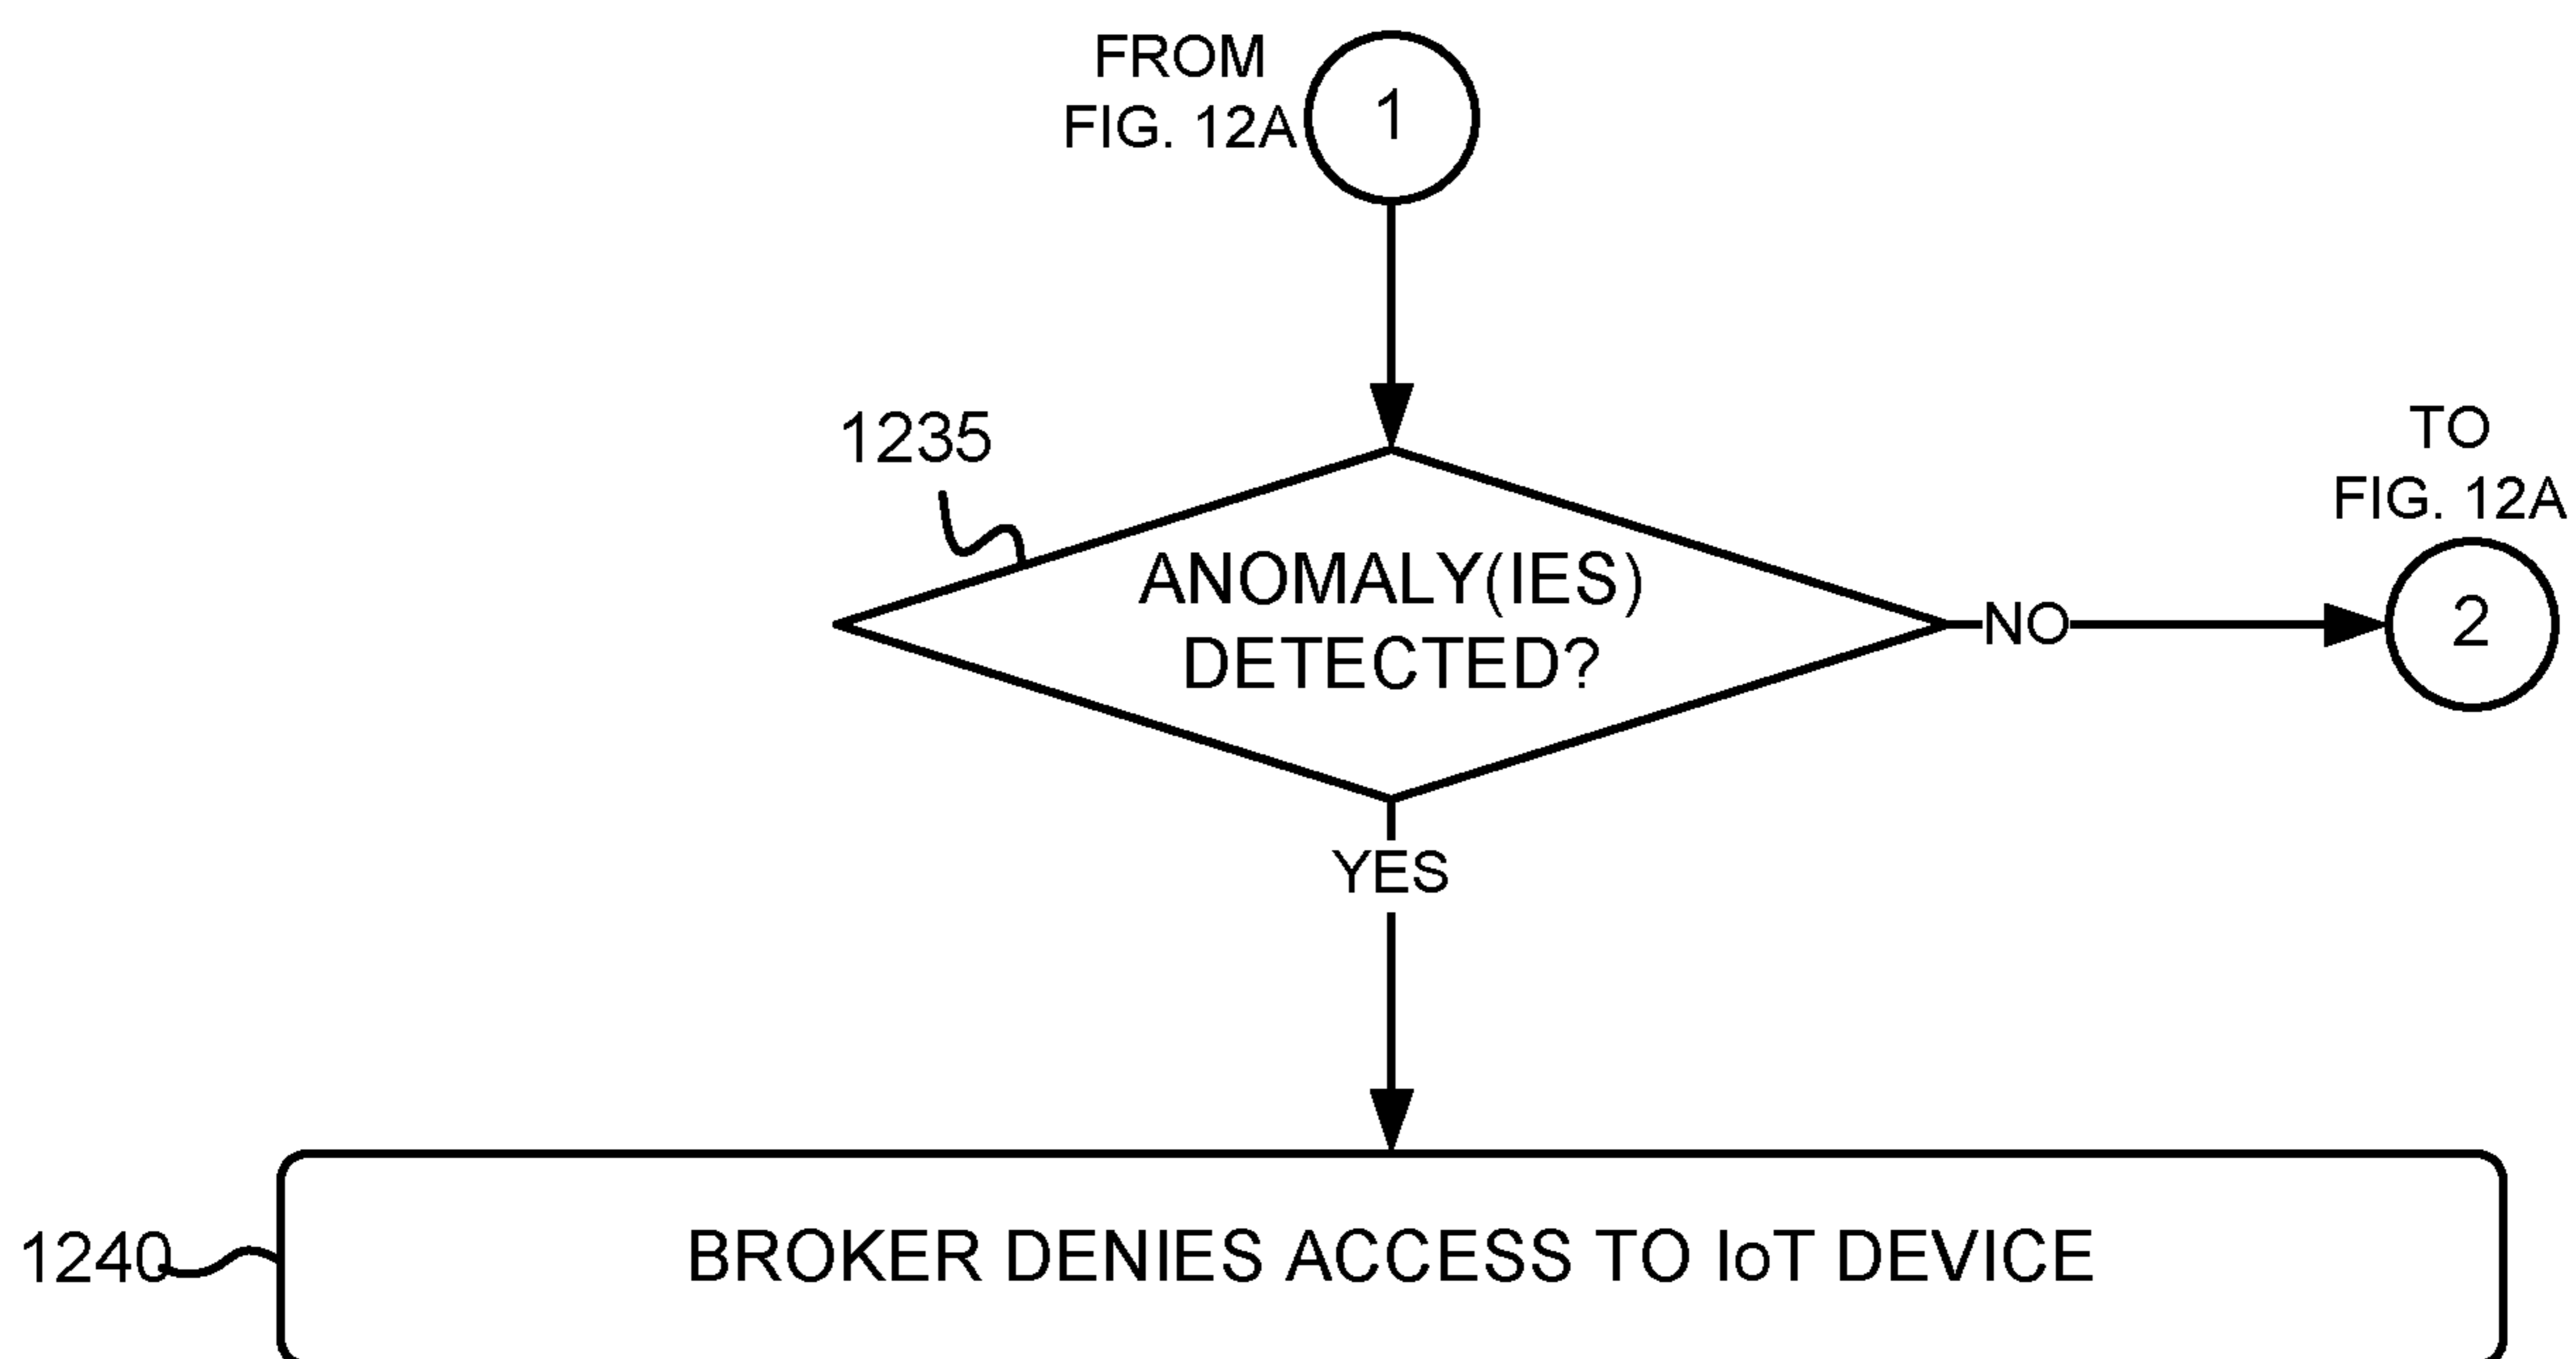 FROM
FIG. 12A
1
1235
TO
FIG. 12A
ANOMALY(IES)
DETECTED?
NO
2
YES
1240
BROKER DENIES ACCESS TO IoT DEVICE